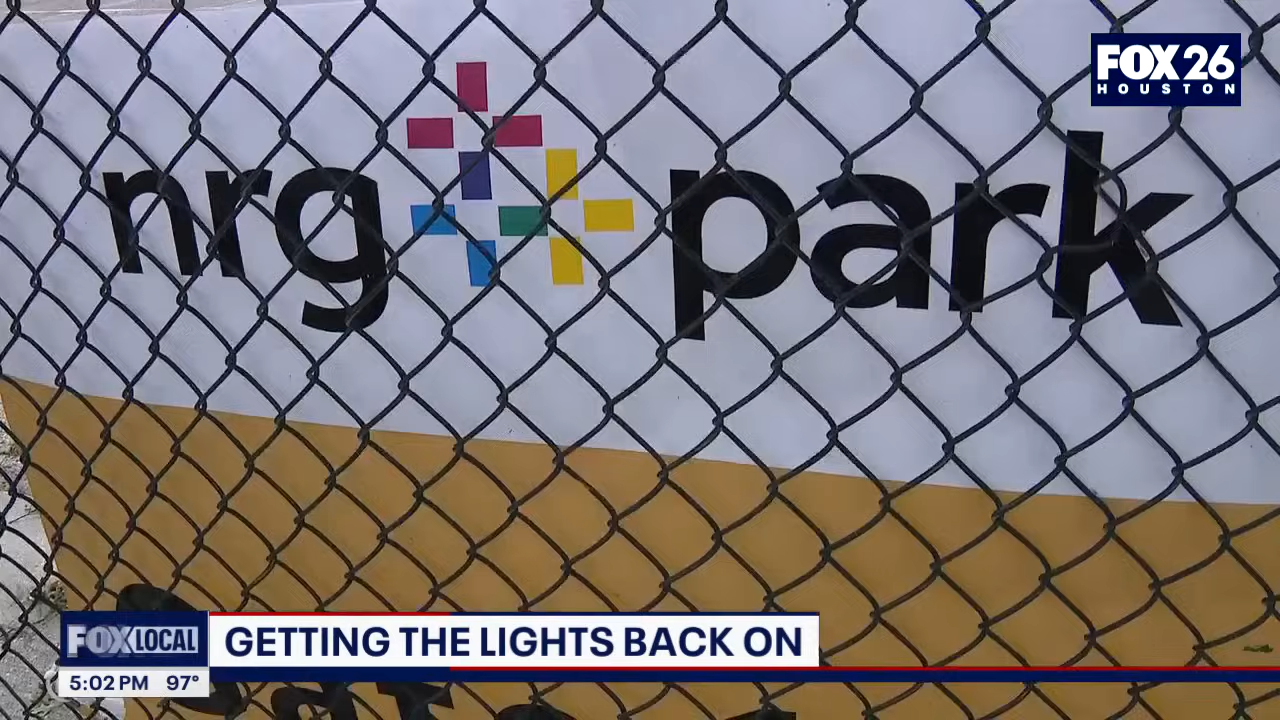 FOX 26
HOUSTON
nrg park
FOX LOCAL
GETTING THE LIGHTS BACK ON
5:02 PM 97°